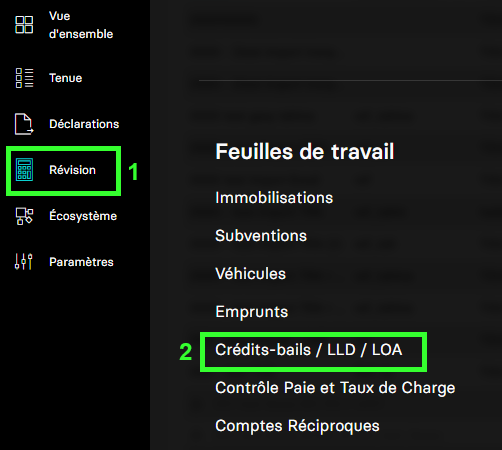 Vue
d'ensemble
Tenue
Déclarations
Révision
1
Écosystème
Paramètres
Feuilles de travail
Immobilisations
Subventions
Véhicules
Emprunts
2
Crédits-bails / LLD / LOA
Contrôle Paie et Taux de Charge
Comptes Réciproques